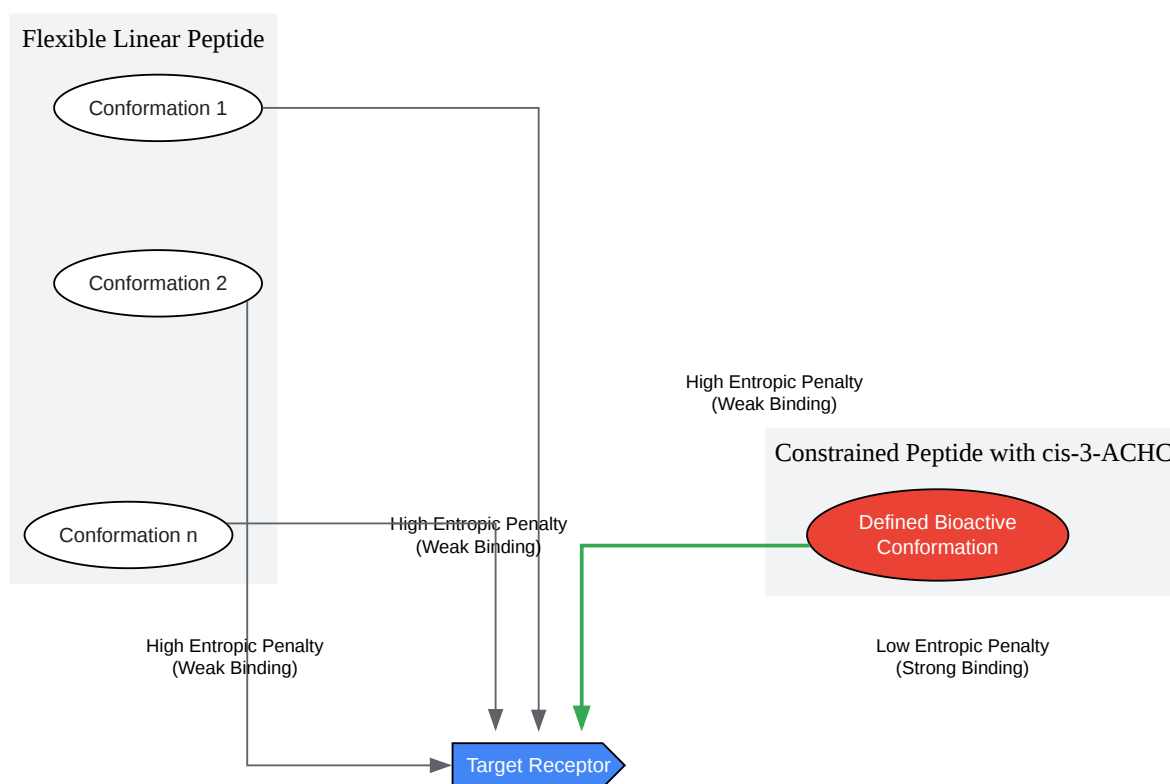 Flexible Linear Peptide
Conformation 1
Conformation 2
High Entropic Penalty
(Weak Binding)
Constrained Peptide with cis-3-ACHC
Defined Bioactive
Conformation
Conformation n
High Entropic Penalty
(Weak Binding)
High Entropic Penalty
(Weak Binding)
Low Entropic Penalty
(Strong Binding)
Target Receptor